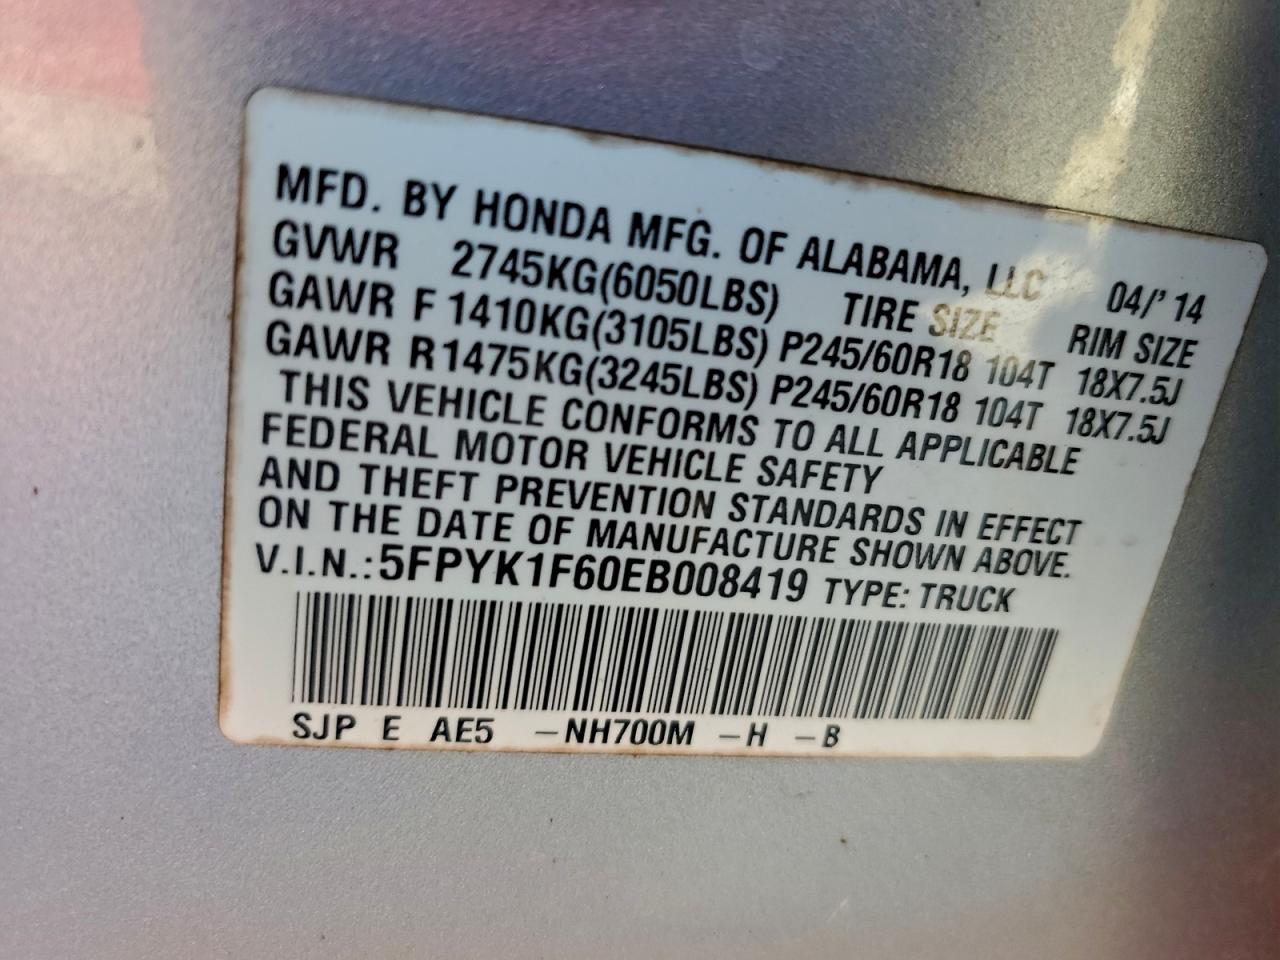 MFD. BY HONDA MFG. OF ALABAMA, LLC 04/'14
GVWR 2745KG(6050LBS) TIRE SIZE RIM SIZE
GAWR F 1410KG(3105LBS) P245/60R18 104T 18X7.5J
GAWR R 1475KG(3245LBS) P245/60R18 104T 18X7.5J
THIS VEHICLE CONFORMS TO ALL APPLICABLE
FEDERAL MOTOR VEHICLE SAFETY
AND THEFT PREVENTION STANDARDS IN EFFECT
ON THE DATE OF MANUFACTURE SHOWN ABOVE.
V.I.N.: 5FPYK1F60EB008419 TYPE: TRUCK
SJP E AE5 –NH700M –H –B